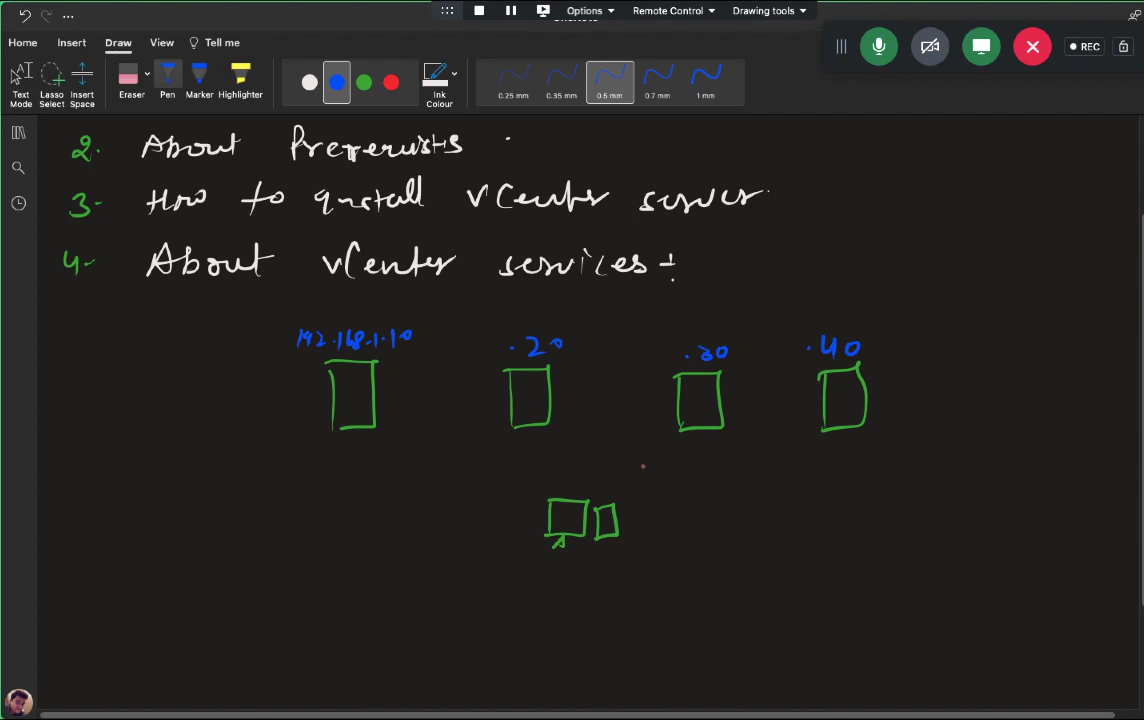 Options Remote Control Drawing tools
Home Insert Draw View Tell me
REC
Text Mode Lasso Select Insert Space Eraser Pen Marker Highlighter Ink Colour 0.25 mm 0.35 mm 0.5 mm 0.7 mm 1 mm
2. About
3- How to install vCenter server
4- About vCenter services ÷
192.168.1.10 .20 .30 .40